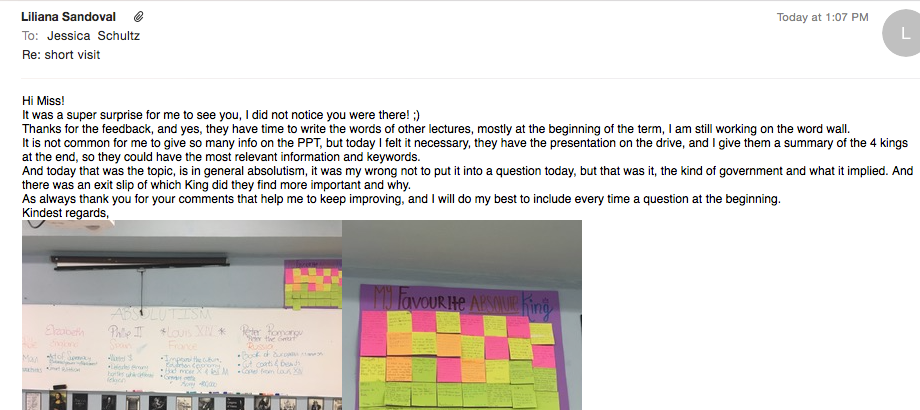 Liliana Sandoval
Today at 1:07 PM
L
To: Jessica Schultz
Re: short visit
Hi Miss!
It was a super surprise for me to see you, I did not notice you were there! ;)
Thanks for the feedback, and yes, they have time to write the words of other lectures, mostly at the beginning of the term, I am still working on the word wall.
It is not common for me to give so many info on the PPT, but today I felt it necessary, they have the presentation on the drive, and I give them a summary of the 4 kings
at the end, so they could have the most relevant information and keywords.
And today that was the topic, is in general absolutism, it was my wrong not to put it into a question today, but that was it, the kind of government and what it implied. And
there was an exit slip of which King did they find more important and why.
As always thank you for your comments that help me to keep improving, and I will do my best to include every time a question at the beginning.
Kindest regards,
ABSOLUTISM
Elizabeth
Philip II
*Louis XIV*
France
Peter Romanov
"Peter the Great"
Russia
My Favourite Absolute King